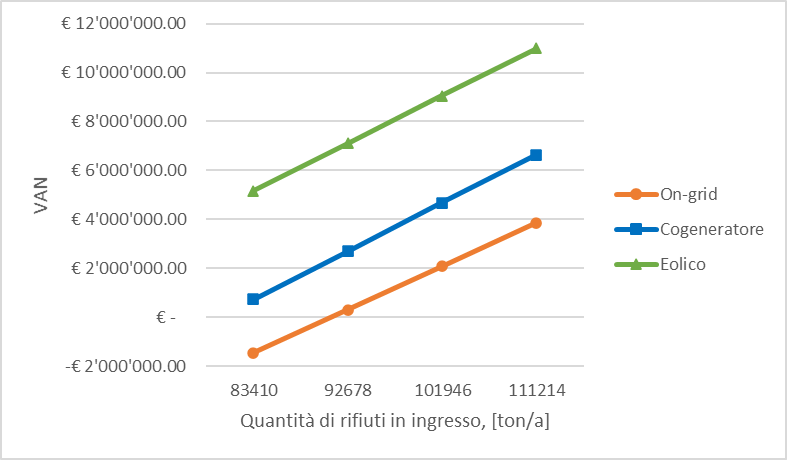 € 12'000'000.00
€ 10'000'000.00
€ 8'000'000.00
€ 6'000'000.00
€ 4'000'000.00
€ 2'000'000.00
€ -
-€ 2'000'000.00
VAN
83410 92678 101946 111214
Quantità di rifiuti in ingresso, [ton/a]
On-grid
Cogeneratore
Eolico